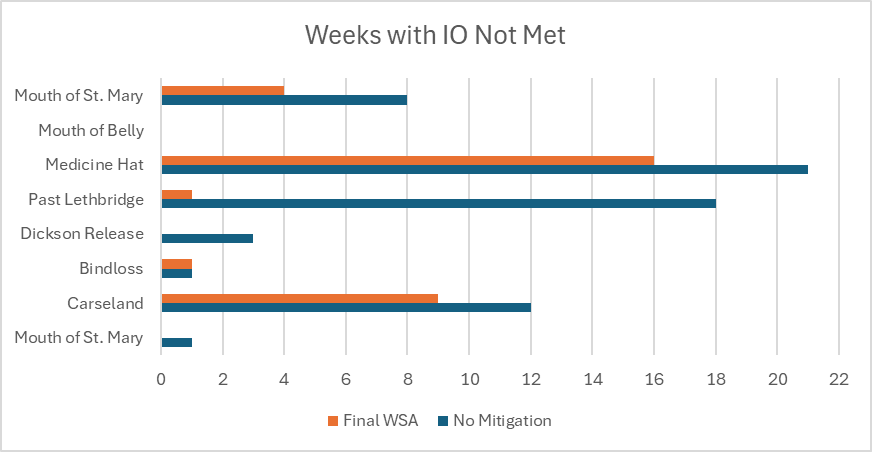 Weeks with IO Not Met
Mouth of St. Mary
Mouth of Belly
Medicine Hat
Past Lethbridge
Dickson Release
Bindloss
Carseland
Mouth of St. Mary
0 2 4 6 8 10 12 14 16 18 20 22
Final WSA No Mitigation